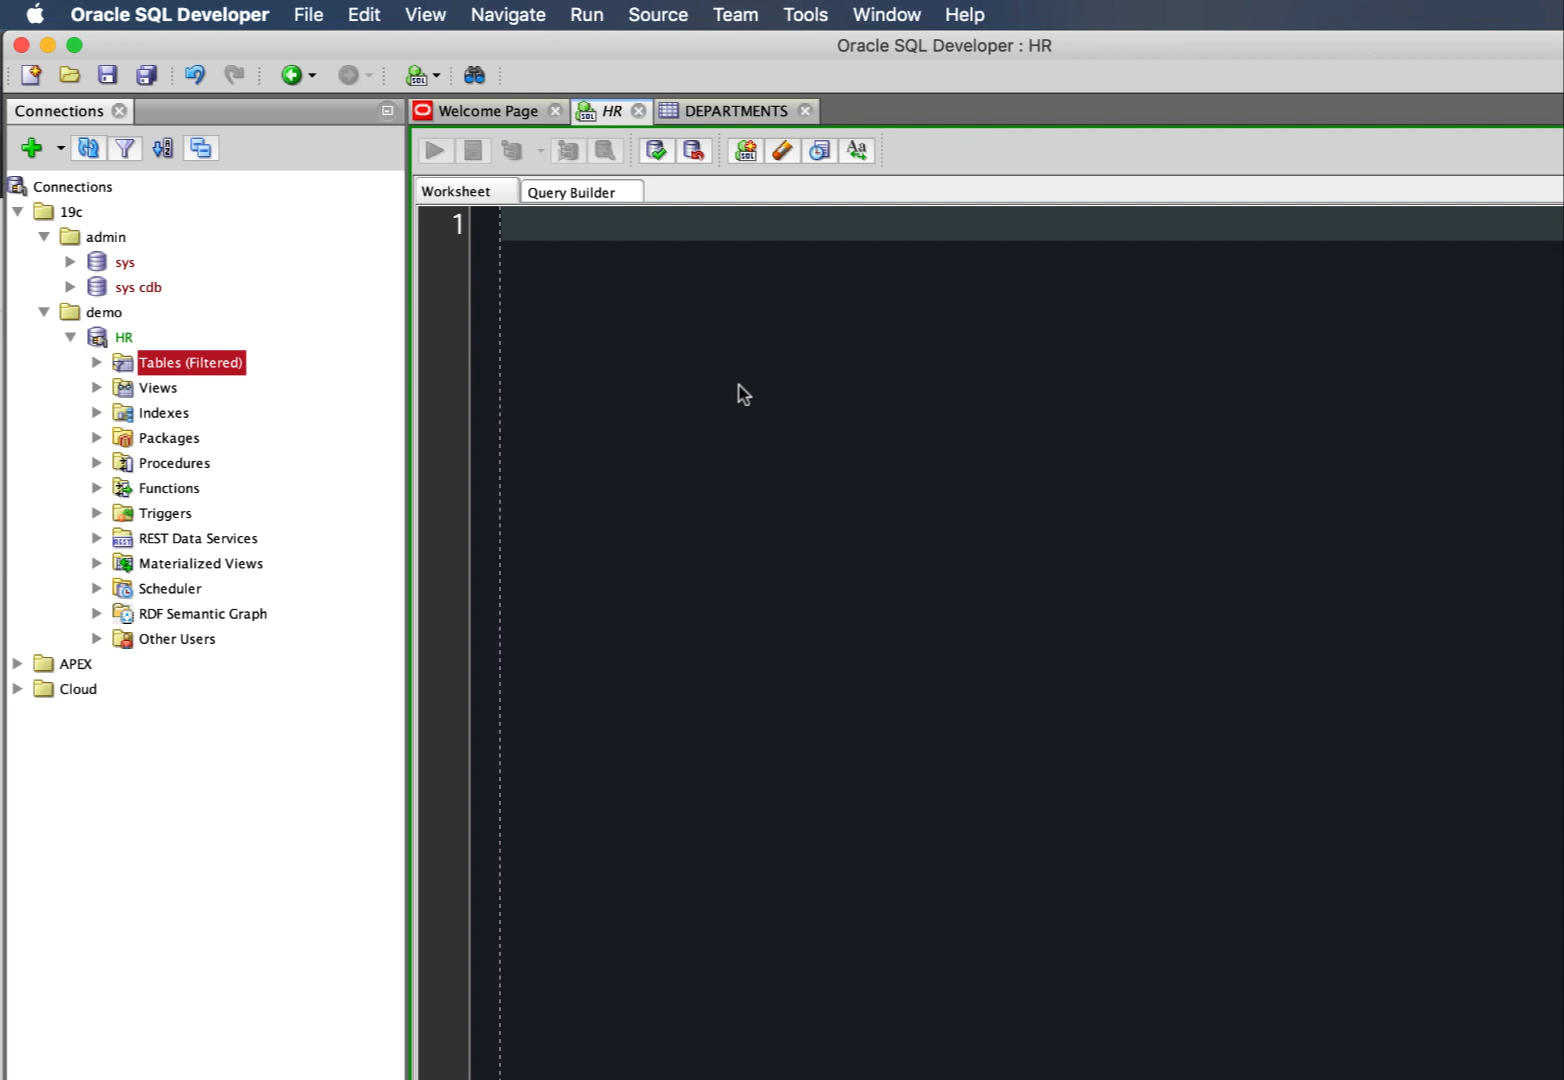 Oracle SQL Developer File Edit View Navigate Run Source Team Tools Window Help
Oracle SQL Developer : HR
Connections
Welcome Page HR DEPARTMENTS
Worksheet Query Builder
1
Connections
19c
admin
sys
sys cdb
demo
HR
Tables (Filtered)
Views
Indexes
Packages
Procedures
Functions
Triggers
REST Data Services
Materialized Views
Scheduler
RDF Semantic Graph
Other Users
APEX
Cloud